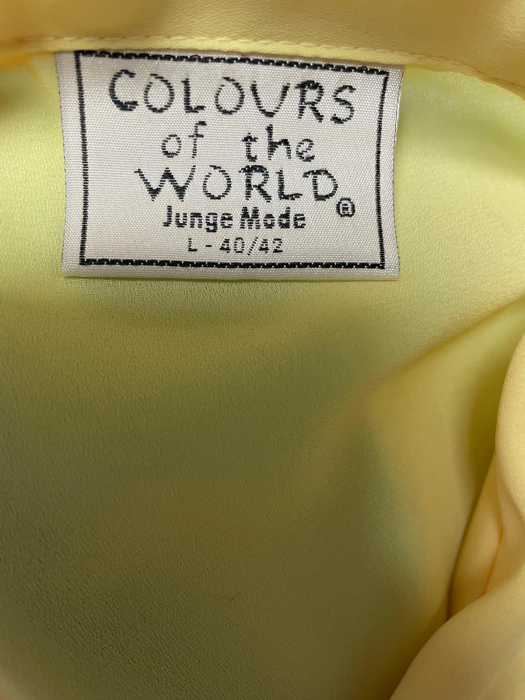 COLOURS
of the
WORLD®
Junge Mode
L - 40/42